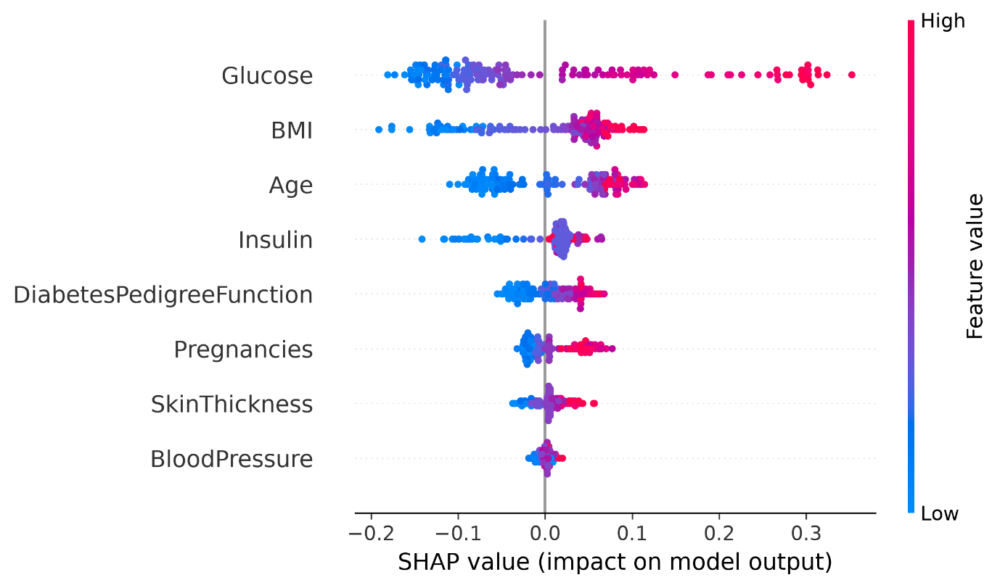 High
Glucose
BMI
Age
Insulin
DiabetesPedigreeFunction
Pregnancies
SkinThickness
BloodPressure
Feature value
Low
−0.2 −0.1 0.0 0.1 0.2 0.3
SHAP value (impact on model output)